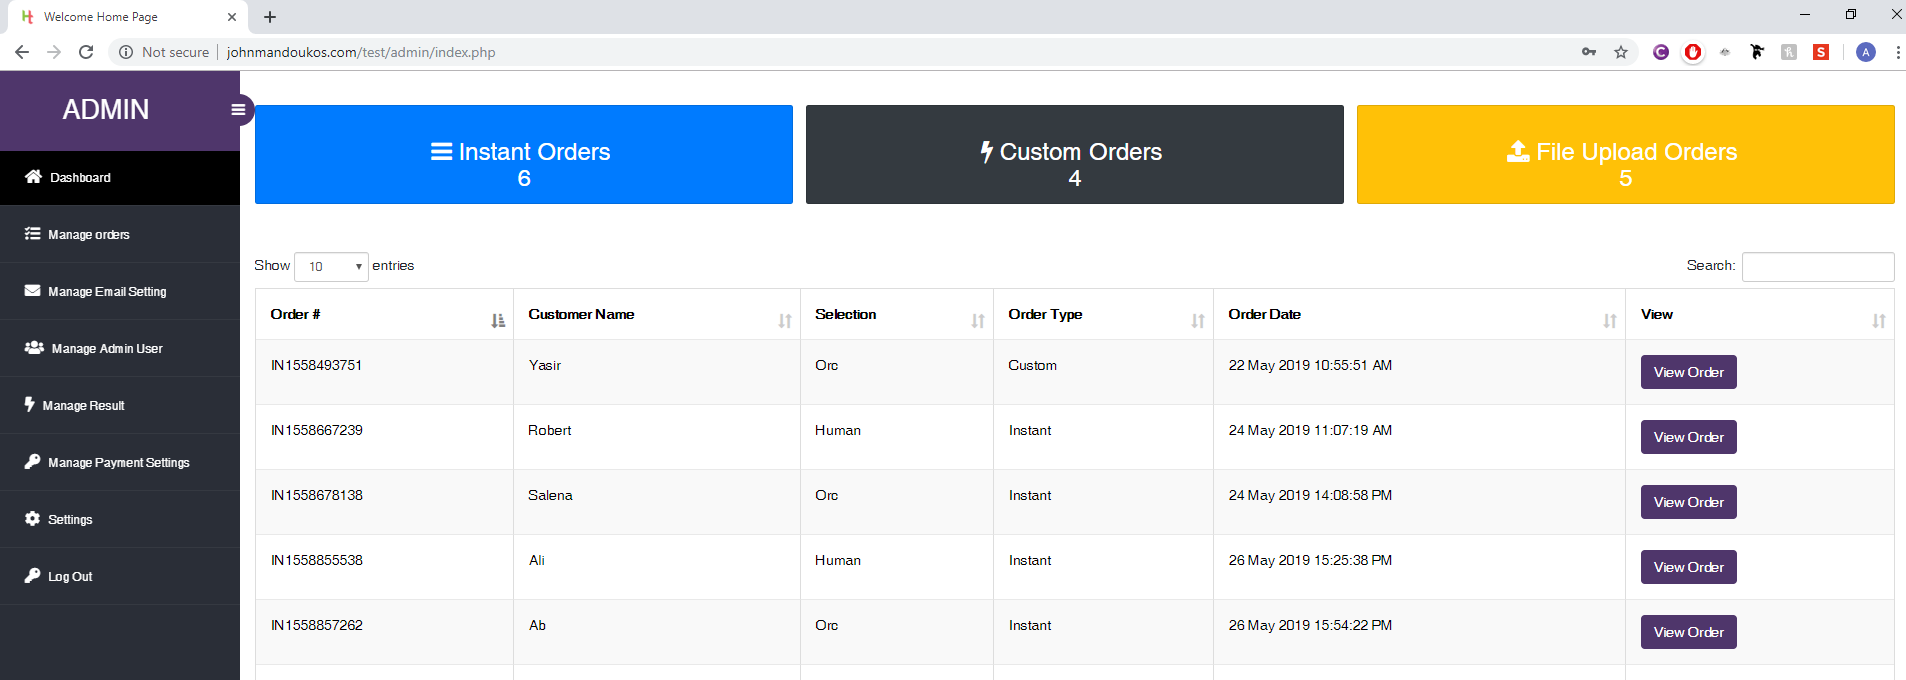 Welcome Home Page
Not secure | johnmandoukos.com/test/admin/index.php
A
ADMIN
Dashboard
Manage orders
Manage Email Setting
Manage Admin User
Manage Result
Manage Payment Settings
Settings
Log Out
Instant Orders
6
Custom Orders
4
File Upload Orders
5
Show 10 entries
Search:
Order # Customer Name Selection Order Type Order Date View
IN1558493751 Yasir Orc Custom 22 May 2019 10:55:51 AM View Order
IN1558667239 Robert Human Instant 24 May 2019 11:07:19 AM View Order
IN1558678138 Salena Orc Instant 24 May 2019 14:08:58 PM View Order
IN1558855538 Ali Human Instant 26 May 2019 15:25:38 PM View Order
IN1558857262 Ab Orc Instant 26 May 2019 15:54:22 PM View Order